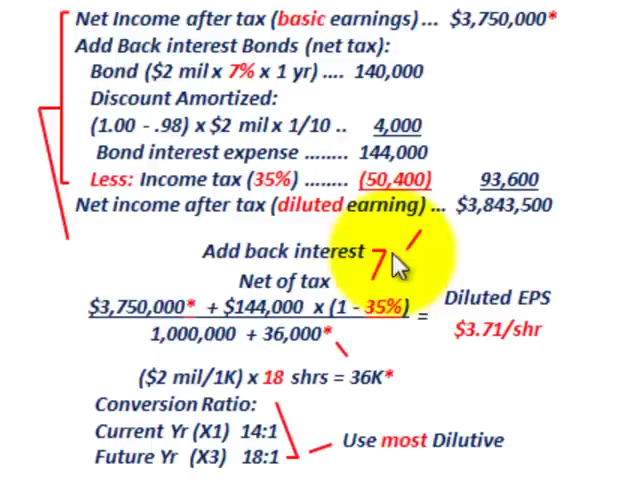 Net Income after tax (basic earnings) ... $3,750,000*
Add Back interest Bonds (net tax):
Bond ($2 mil x 7% x 1 yr) .... 140,000
Discount Amortized:
(1.00 - .98) x $2 mil x 1/10 .. 4,000
Bond interest expense ........ 144,000
Less: Income tax (35%) ........ (50,400) 93,600
Net income after tax (diluted earning) ... $3,843,500
Add back interest
Net of tax
$3,750,000* + $144,000 x (1 - 35%)
1,000,000 + 36,000*
=
Diluted EPS
$3.71/shr
($2 mil/1K) x 18 shrs = 36K*
Conversion Ratio:
Current Yr (X1) 14:1
Future Yr (X3) 18:1
Use most Dilutive